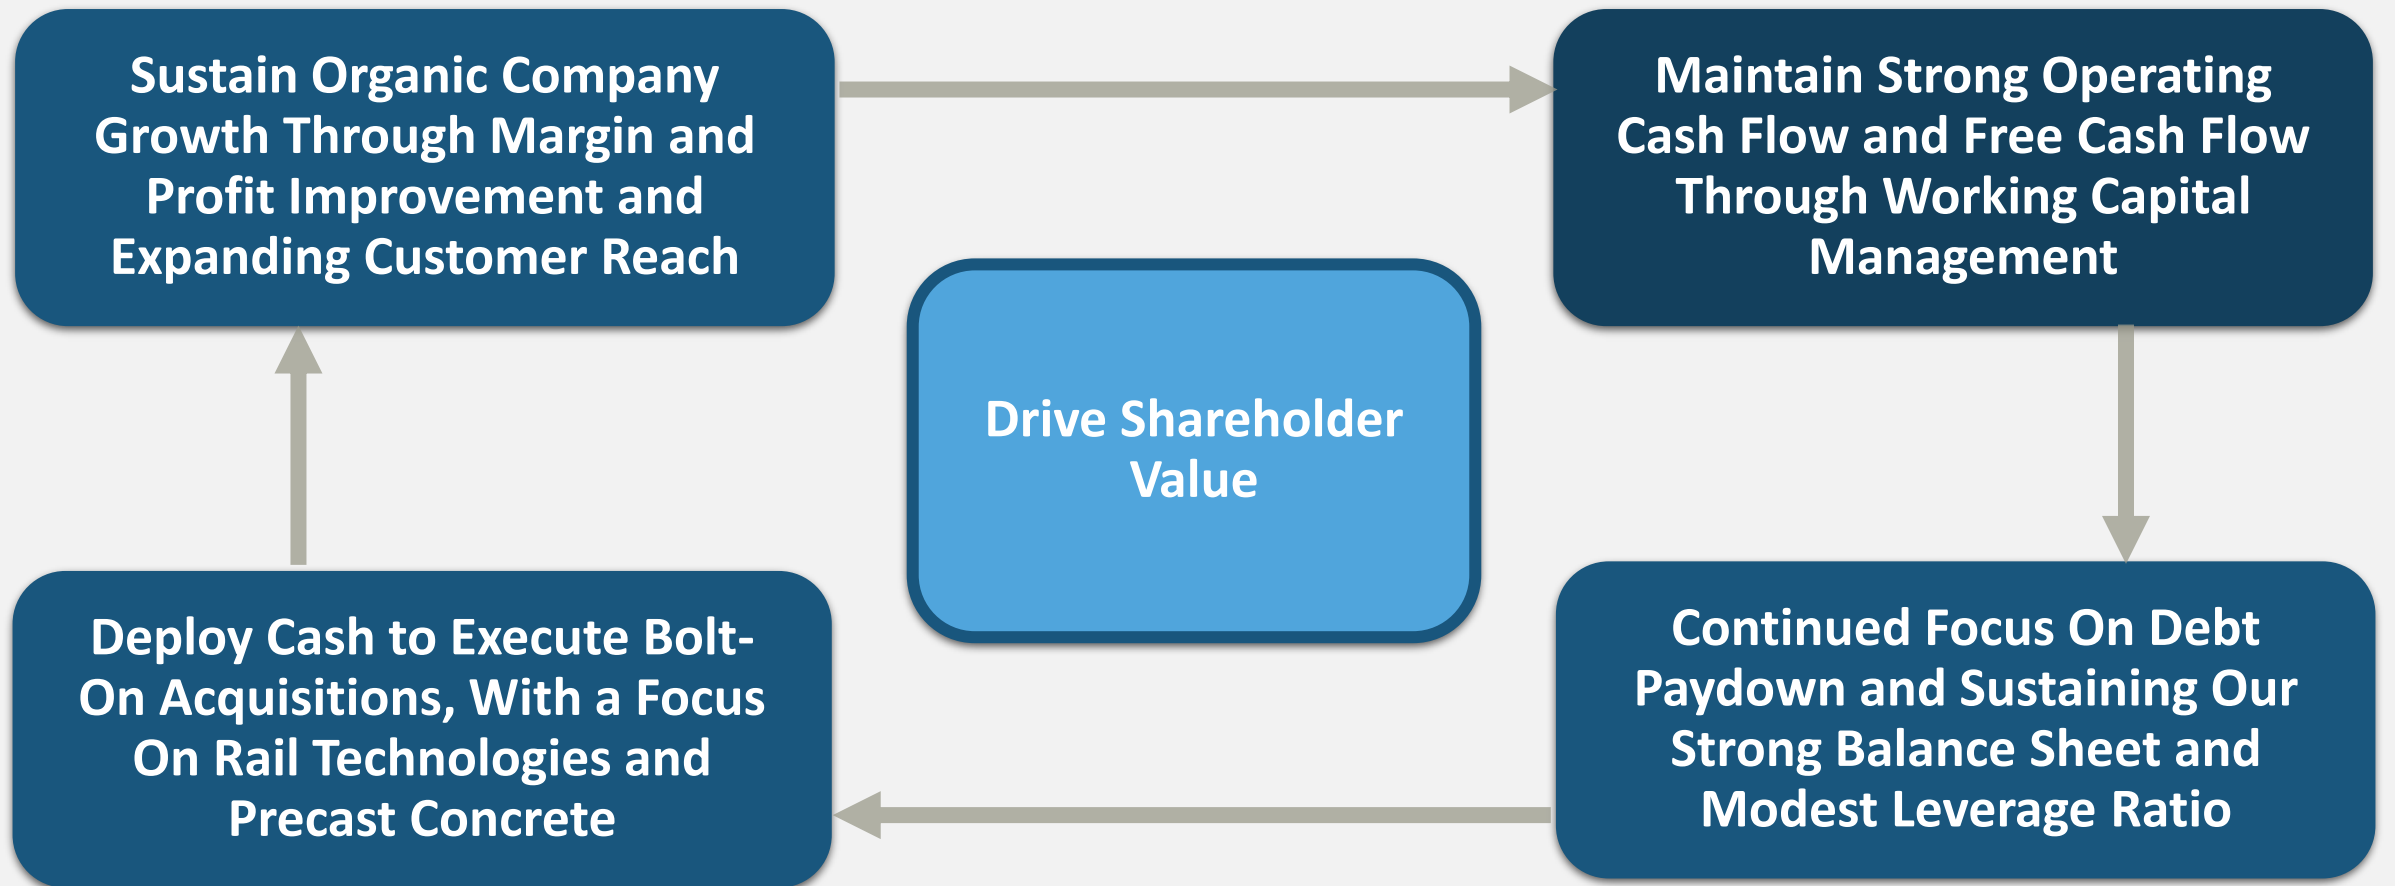 Sustain Organic Company
Growth Through Margin and
Profit Improvement and
Expanding Customer Reach
Maintain Strong Operating
Cash Flow and Free Cash Flow
Through Working Capital
Management
Drive Shareholder
Value
Deploy Cash to Execute Bolt-
On Acquisitions, With a Focus
On Rail Technologies and
Precast Concrete
Continued Focus On Debt
Paydown and Sustaining Our
Strong Balance Sheet and
Modest Leverage Ratio